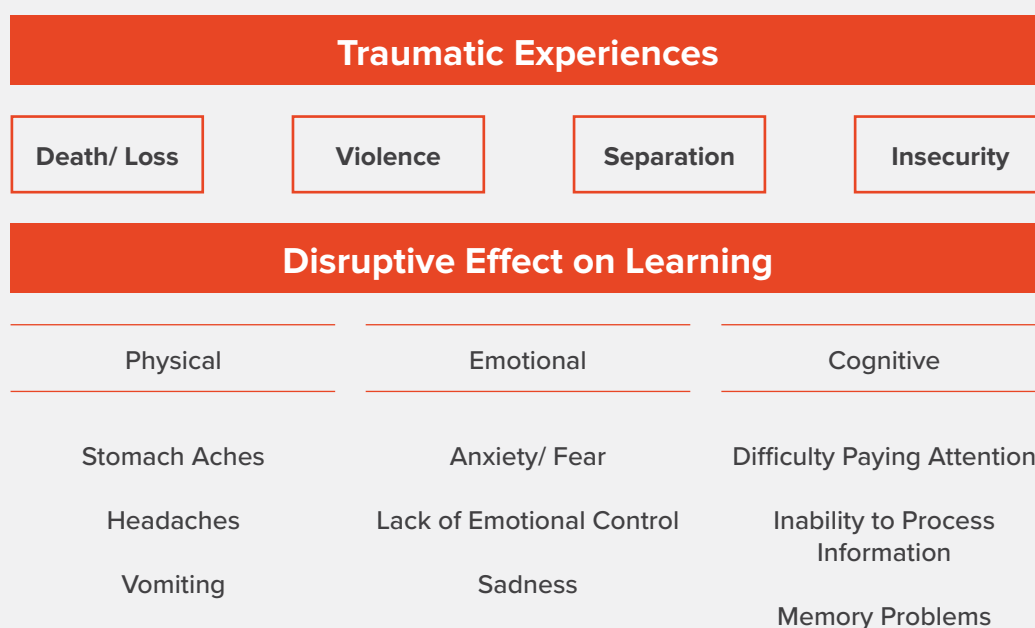 Traumatic Experiences
Death/ Loss
Violence
Separation
Insecurity
Disruptive Effect on Learning
Physical
Emotional
Cognitive
Stomach Aches
Headaches
Vomiting
Anxiety/ Fear
Lack of Emotional Control
Sadness
Difficulty Paying Attention
Inability to Process
Information
Memory Problems